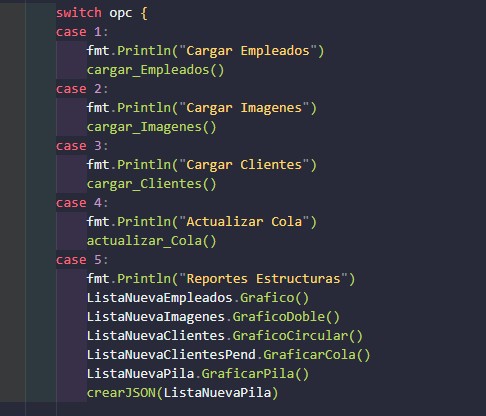 switch opc {
case 1:
fmt.Println("Cargar Empleados")
cargar_Empleados()
case 2:
fmt.Println("Cargar Imagenes")
cargar_Imagenes()
case 3:
fmt.Println("Cargar Clientes")
cargar_Clientes()
case 4:
fmt.Println("Actualizar Cola")
actualizar_Cola()
case 5:
fmt.Println("Reportes Estructuras")
ListaNuevaEmpleados.Grafico()
ListaNuevaImagenes.GraficoDoble()
ListaNuevaClientes.GraficoCircular()
ListaNuevaClientesPend.GraficarCola()
ListaNuevaPila.GraficarPila()
crearJSON(ListaNuevaPila)